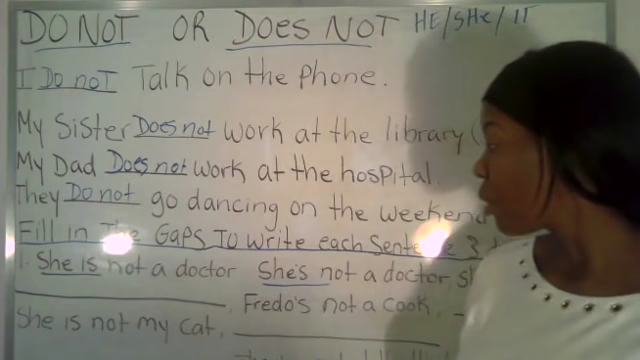 DO NOT OR DOES NOT HE/SHE/IT
I Do noT Talk on the Phone.
My Sister Does not work at the library (
My Dad Does not work at the hospital.
They Do not go dancing on the weekend
Fill in The GaPS To write each Sentence 3
1. She is not a doctor She's not a doctor
Fredo's not a cook.
She is not my cat,